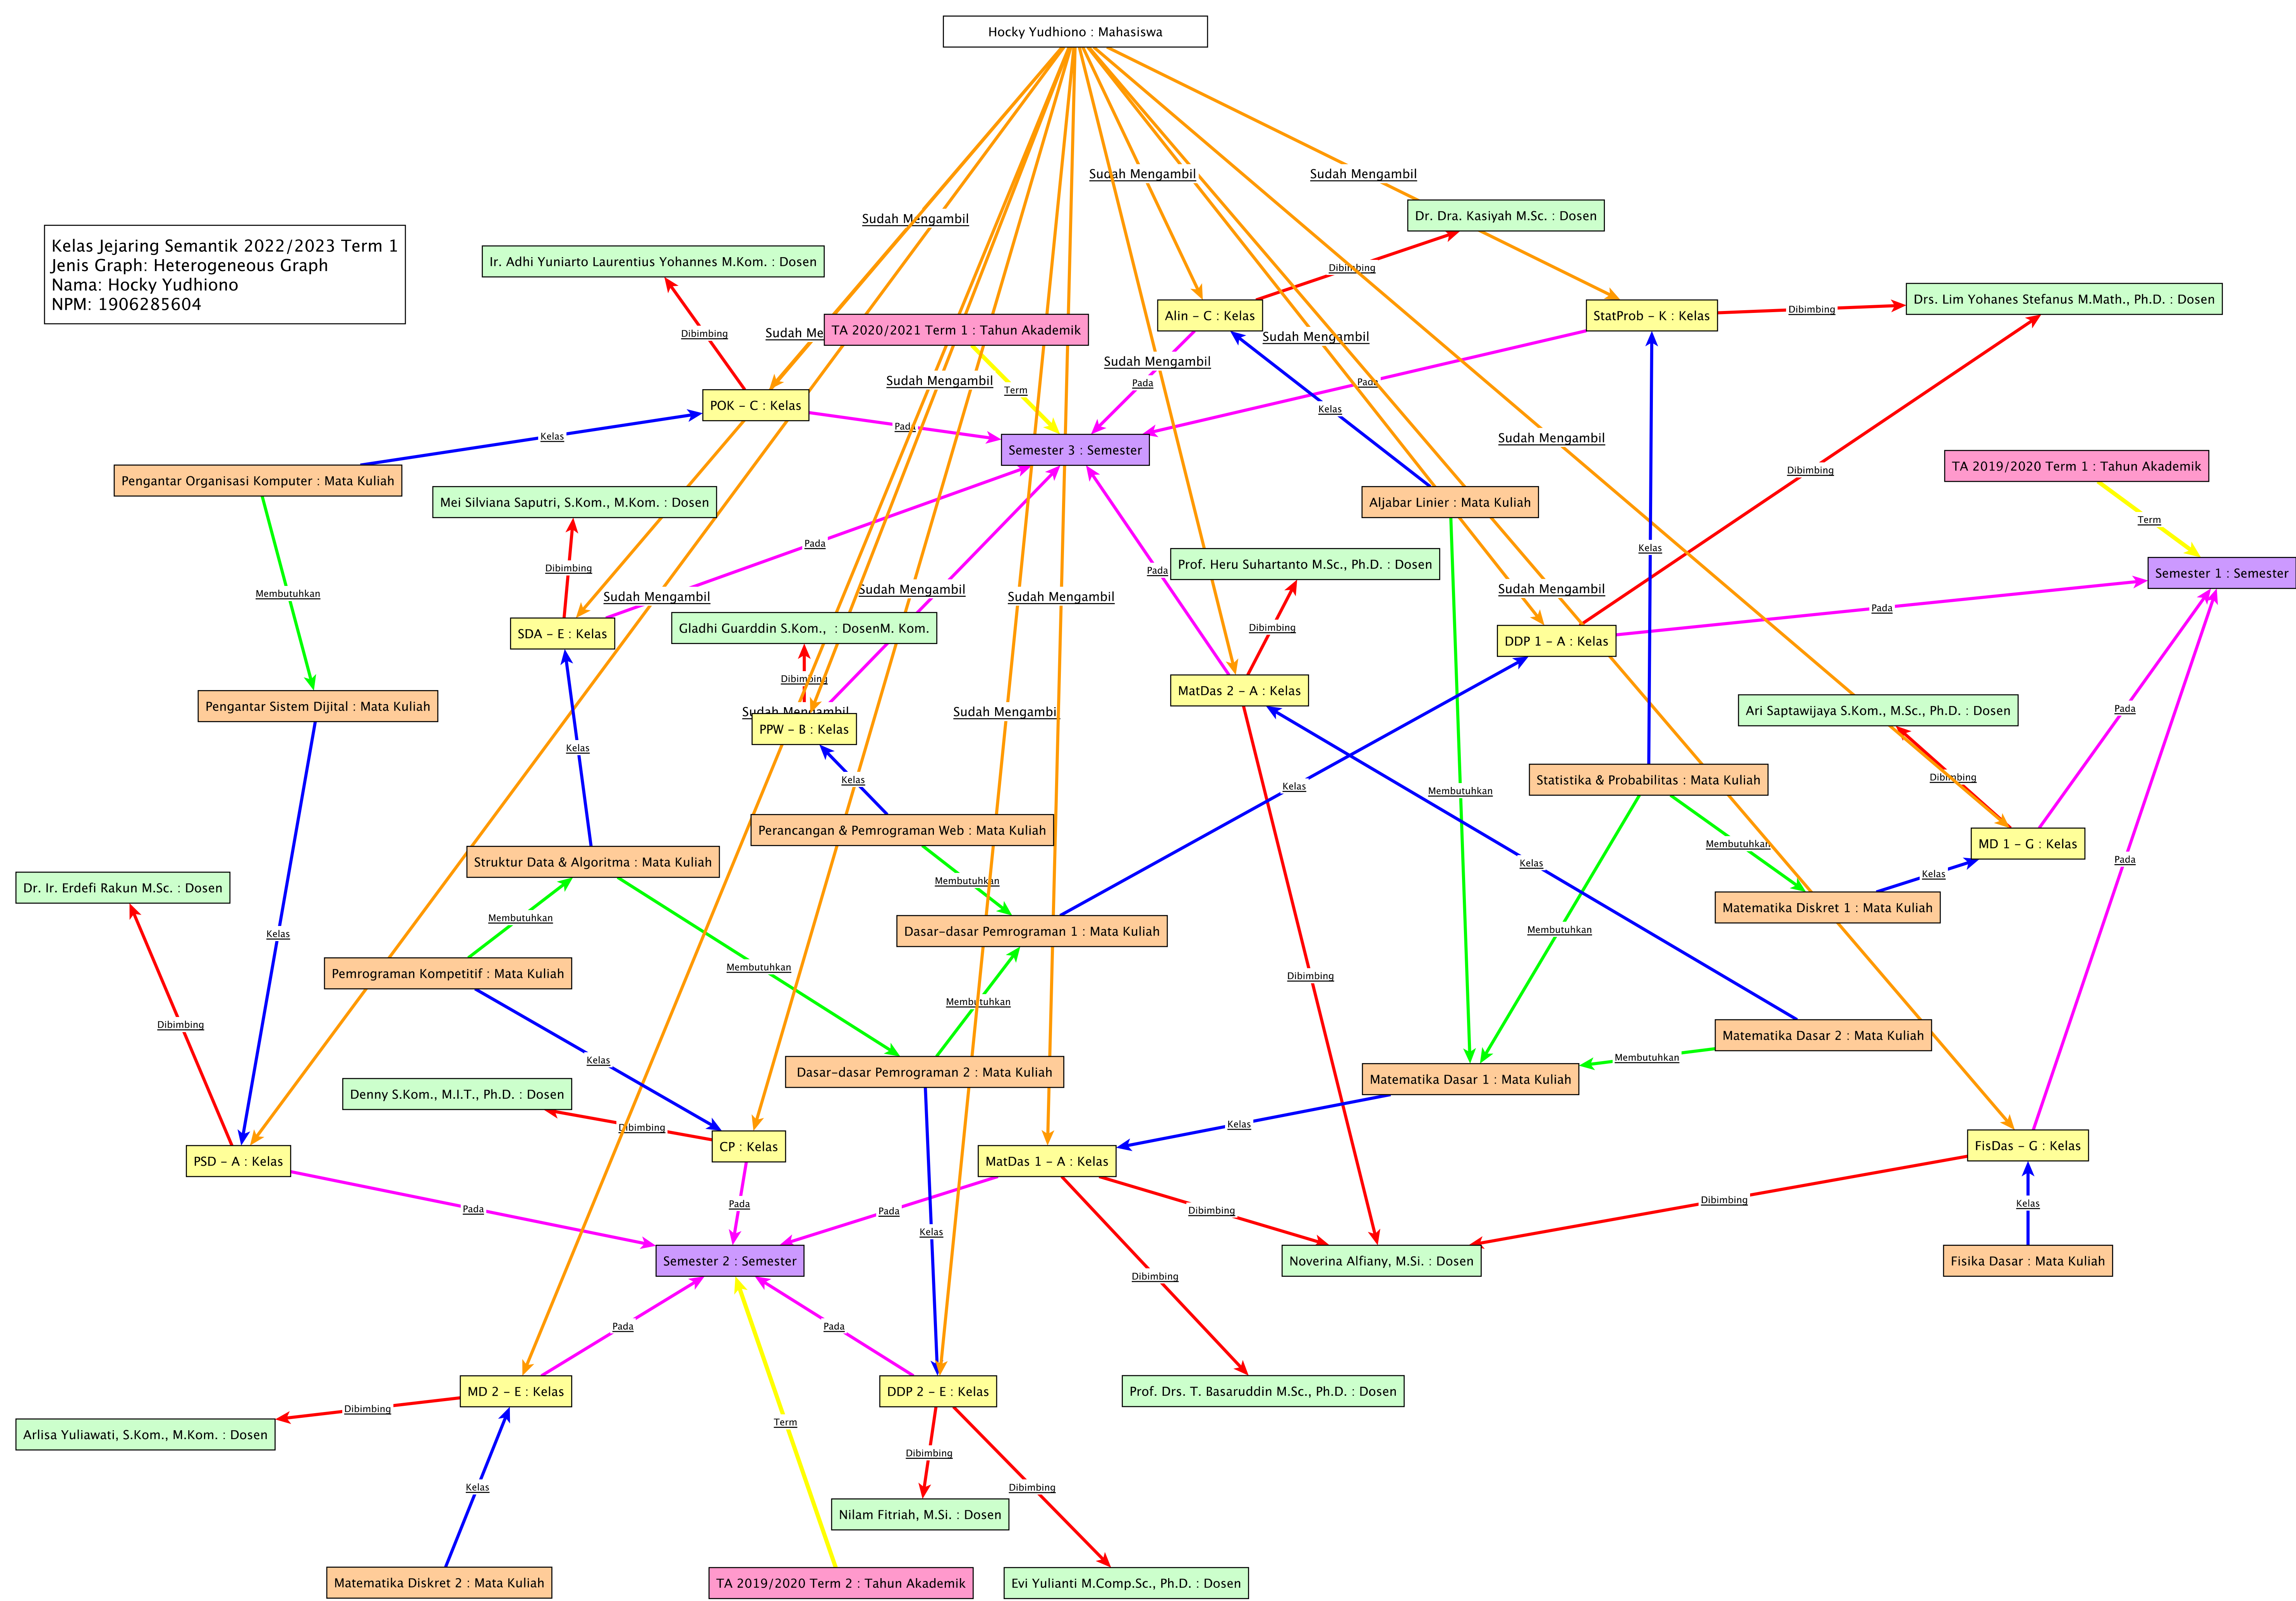 Hocky Yudhiono : Mahasiswa
Sudah Mengambil
Sudah Mengambil
Dr. Dra. Kasiyah M.Sc. : Dosen
Sudah Mengambil
Kelas Jejaring Semantik 2022/2023 Term 1
Jenis Graph: Heterogeneous Graph
Nama: Hocky Yudhiono
NPM: 1906285604
Ir. Adhi Yuniarto Laurentius Yohannes M.Kom. : Dosen
Dibimbing
Drs. Lim Yohanes Stefanus M.Math., Ph.D. : Dosen
Dibimbing
Alin - C : Kelas
StatProb - K : Kelas
TA 2020/2021 Term 1 : Tahun Akademik
Dibimbing
Sudah
Sudah Mengambil
Sudah Mengambil
Sudah Mengambil
Pada
Pada
Term
POK - C : Kelas
Kelas
Pada
Kelas
Sudah Mengambil
Semester 3 : Semester
TA 2019/2020 Term 1 : Tahun Akademik
Dibimbing
Pengantar Organisasi Komputer : Mata Kuliah
Mei Silviana Saputri, S.Kom., M.Kom. : Dosen
Aljabar Linier : Mata Kuliah
Term
Pada
Kelas
Prof. Heru Suhartanto M.Sc., Ph.D. : Dosen
Dibimbing
Pada
Semester 1 : Semester
Membutuhkan
Sudah Mengambil
Sudah Mengambil
Sudah Mengambil
Sudah Mengambil
Pada
SDA - E : Kelas
Gladhi Guarddin S.Kom.,  : DosenM. Kom.
Dibimbing
DDP 1 - A : Kelas
Dibimbing
MatDas 2 - A : Kelas
Pengantar Sistem Dijital : Mata Kuliah
Sudah Mengambil
Sudah Mengambil
Ari Saptawijaya S.Kom., M.Sc., Ph.D. : Dosen
Pada
PPW - B : Kelas
Kelas
Kelas
Kelas
Statistika & Probabilitas : Mata Kuliah
Dibimbing
Membutuhkan
Perancangan & Pemrograman Web : Mata Kuliah
Membutuhkan
MD 1 - G : Kelas
Struktur Data & Algoritma : Mata Kuliah
Kelas
Pada
Dr. Ir. Erdefi Rakun M.Sc. : Dosen
Membutuhkan
Kelas
Matematika Diskret 1 : Mata Kuliah
Membutuhkan
Dasar-dasar Pemrograman 1 : Mata Kuliah
Membutuhkan
Kelas
Membutuhkan
Pemrograman Kompetitif : Mata Kuliah
Dibimbing
Membutuhkan
Dibimbing
Matematika Dasar 2 : Mata Kuliah
Kelas
Membutuhkan
Dasar-dasar Pemrograman 2 : Mata Kuliah
Matematika Dasar 1 : Mata Kuliah
Denny S.Kom., M.I.T., Ph.D. : Dosen
Dibimbing
Kelas
CP : Kelas
FisDas - G : Kelas
PSD - A : Kelas
MatDas 1 - A : Kelas
Pada
Pada
Pada
Dibimbing
Dibimbing
Kelas
Kelas
Semester 2 : Semester
Noverina Alfiany, M.Si. : Dosen
Fisika Dasar : Mata Kuliah
Dibimbing
Pada
Pada
MD 2 - E : Kelas
DDP 2 - E : Kelas
Prof. Drs. T. Basaruddin M.Sc., Ph.D. : Dosen
Dibimbing
Term
Arlisa Yuliawati, S.Kom., M.Kom. : Dosen
Dibimbing
Kelas
Dibimbing
Nilam Fitriah, M.Si. : Dosen
Matematika Diskret 2 : Mata Kuliah
TA 2019/2020 Term 2 : Tahun Akademik
Evi Yulianti M.Comp.Sc., Ph.D. : Dosen